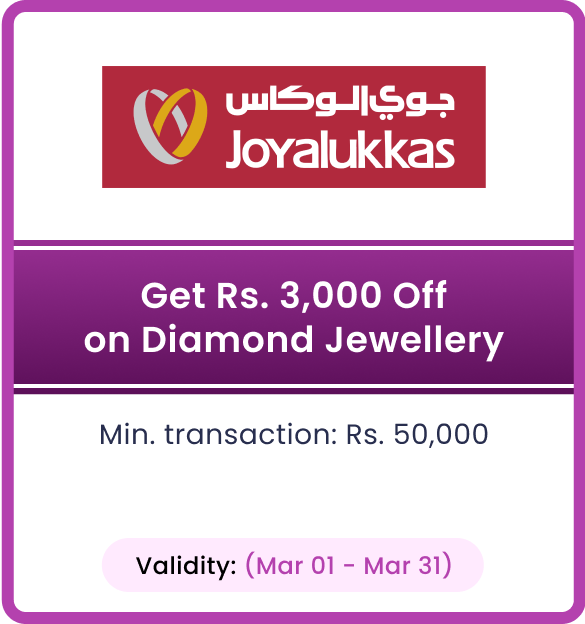 جوي ألوكاس
Joyalukkas
Get Rs. 3,000 Off
on Diamond Jewellery
Min. transaction: Rs. 50,000
Validity: (Mar 01 - Mar 31)